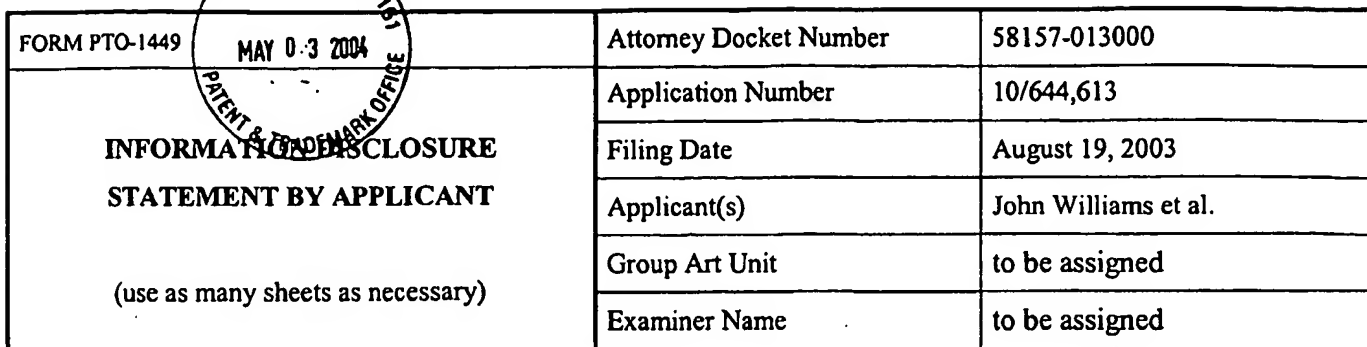 FORM PTO-1449
MAY 0 3 2004
PATENT & TRADEMARK OFFICE
INFORMATION DISCLOSURE
STATEMENT BY APPLICANT
(use as many sheets as necessary)
Attorney Docket Number 58157-013000
Application Number 10/644,613
Filing Date August 19, 2003
Applicant(s) John Williams et al.
Group Art Unit to be assigned
Examiner Name to be assigned